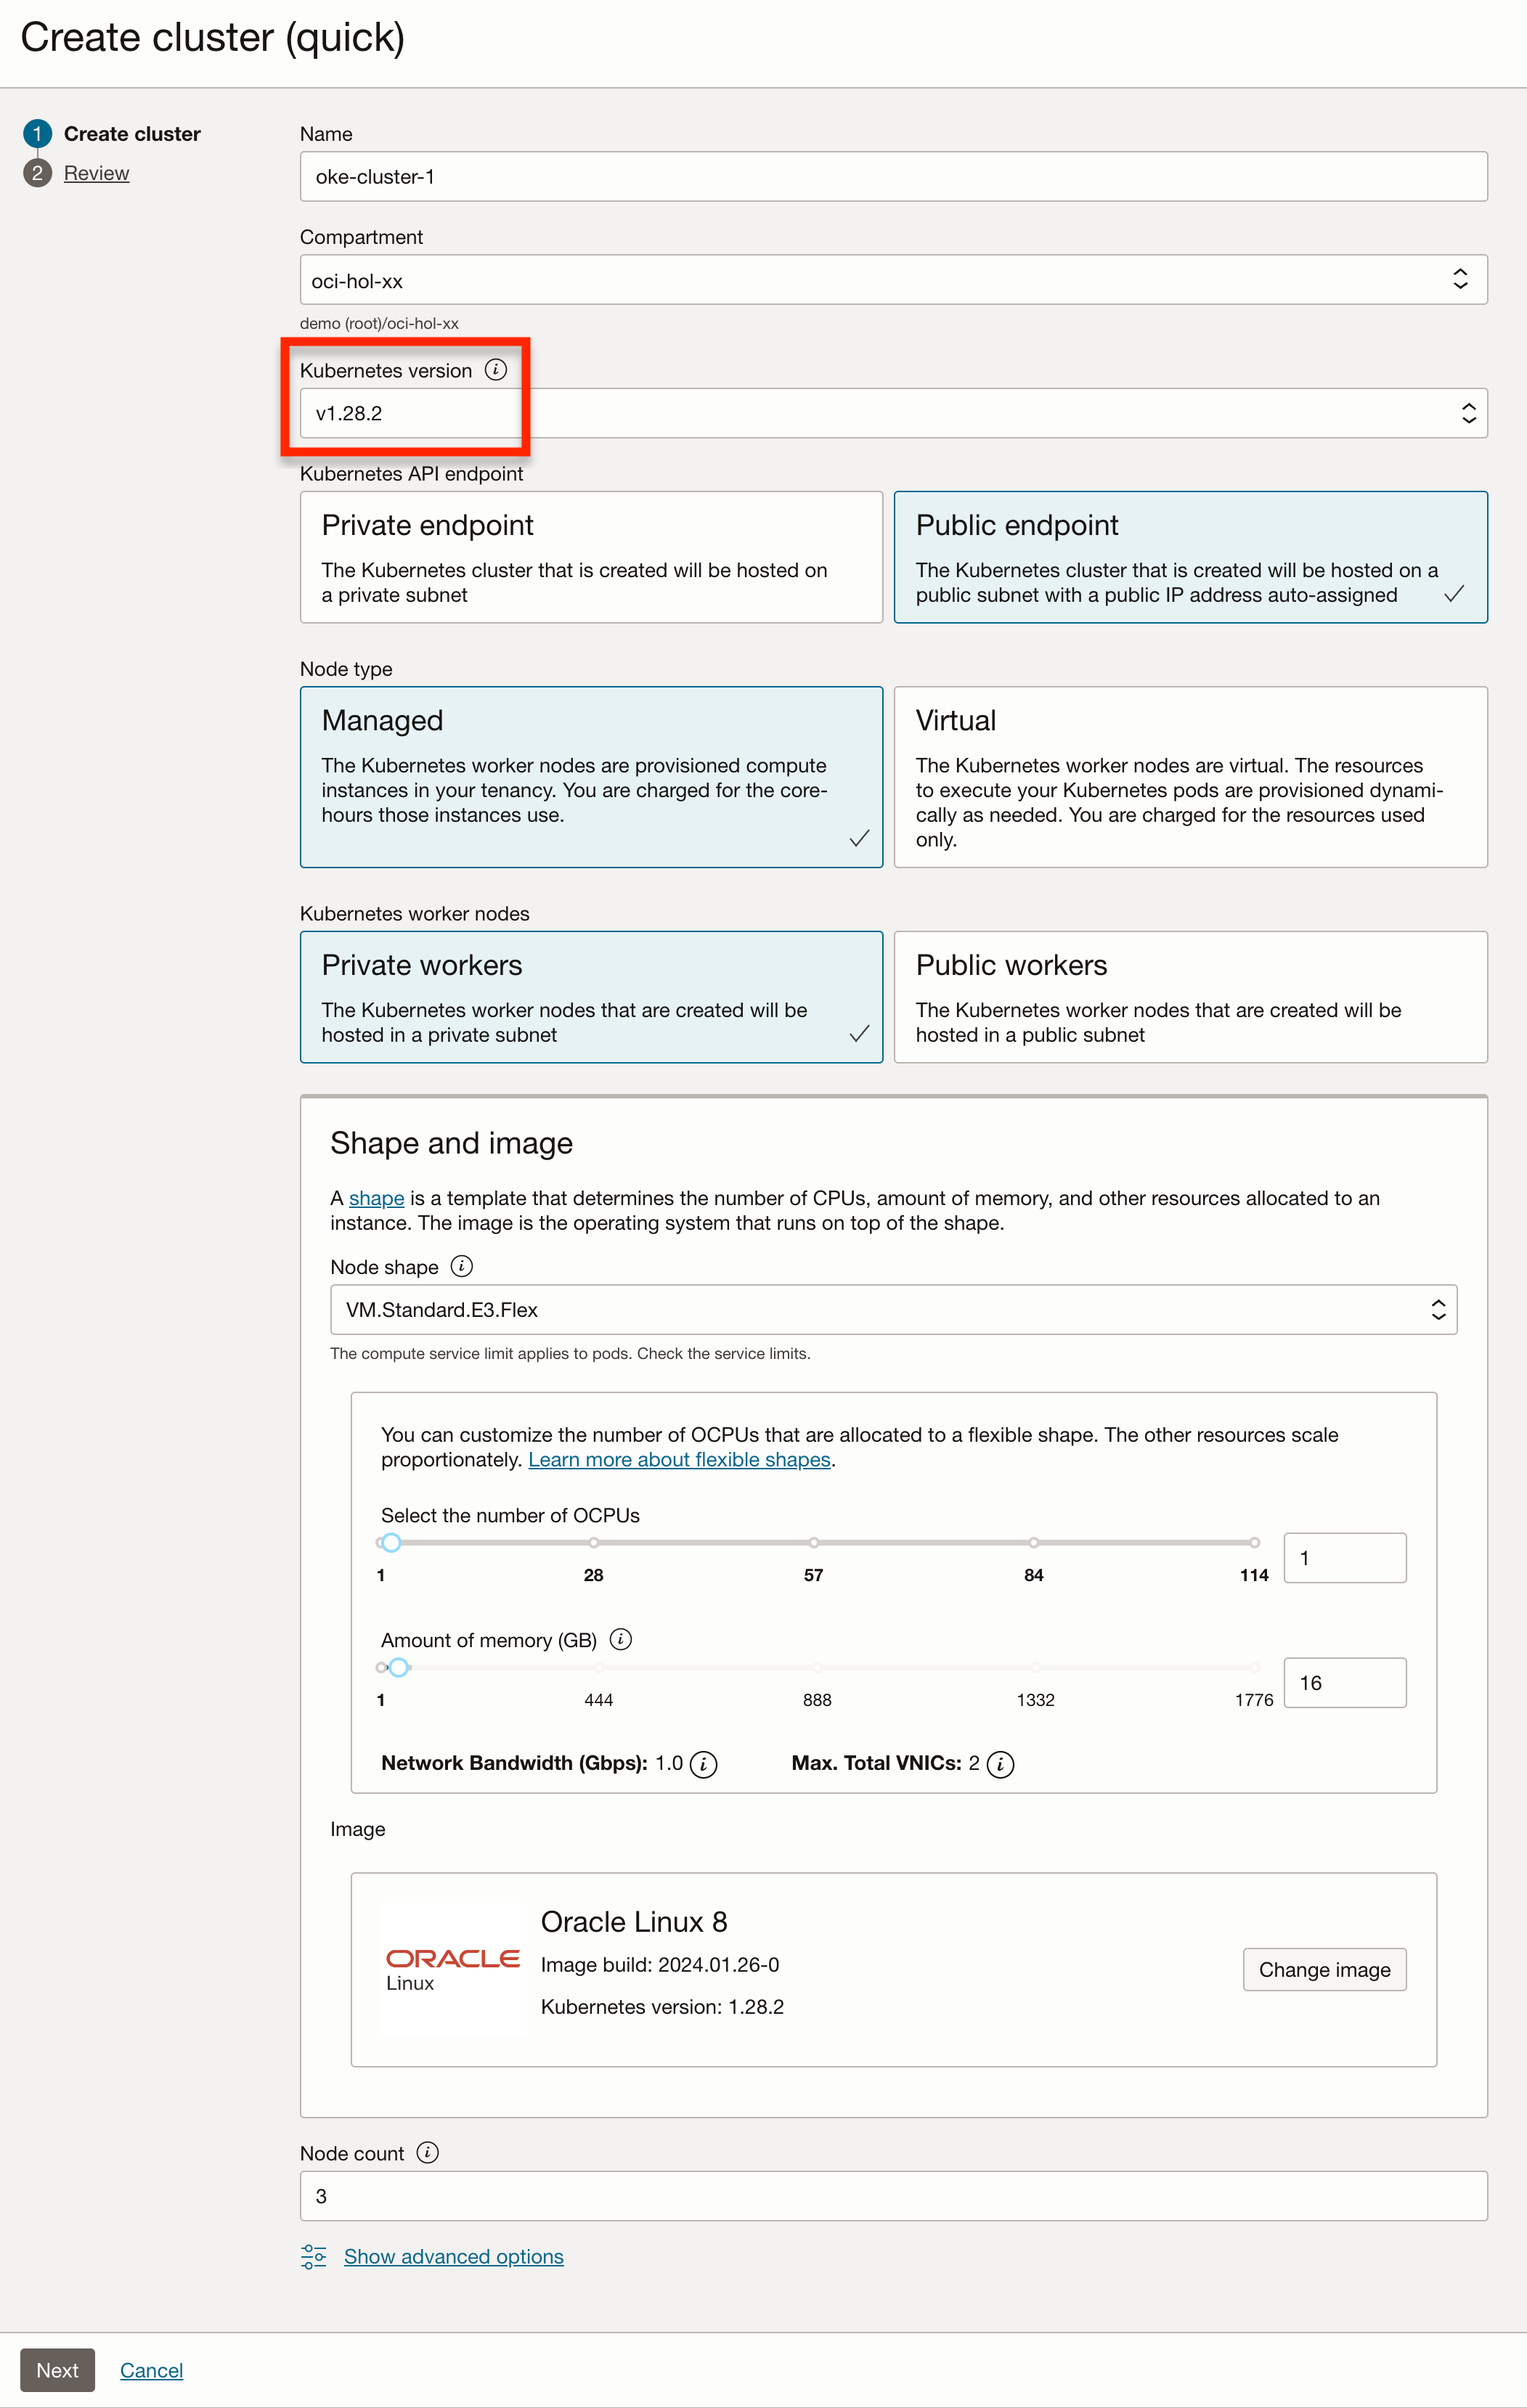 Create cluster (quick)
1 Create cluster
2 Review
Name
oke-cluster-1
Compartment
oci-hol-xx
demo (root)/oci-hol-xx
Kubernetes version i
v1.28.2
Kubernetes API endpoint
Private endpoint
The Kubernetes cluster that is created will be hosted on
a private subnet
Public endpoint
The Kubernetes cluster that is created will be hosted on a
public subnet with a public IP address auto-assigned
Node type
Managed
The Kubernetes worker nodes are provisioned compute
instances in your tenancy. You are charged for the core-
hours those instances use.
Virtual
The Kubernetes worker nodes are virtual. The resources
to execute your Kubernetes pods are provisioned dynami-
cally as needed. You are charged for the resources used
only.
Kubernetes worker nodes
Private workers
The Kubernetes worker nodes that are created will be
hosted in a private subnet
Public workers
The Kubernetes worker nodes that are created will be
hosted in a public subnet
Shape and image
A shape is a template that determines the number of CPUs, amount of memory, and other resources allocated to an
instance. The image is the operating system that runs on top of the shape.
Node shape i
VM.Standard.E3.Flex
The compute service limit applies to pods. Check the service limits.
You can customize the number of OCPUs that are allocated to a flexible shape. The other resources scale
proportionately. Learn more about flexible shapes.
Select the number of OCPUs
1
1 28 57 84 114
Amount of memory (GB) i
16
1 444 888 1332 1776
Network Bandwidth (Gbps): 1.0 i Max. Total VNICs: 2 i
Image
ORACLE
Linux
Oracle Linux 8
Image build: 2024.01.26-0
Kubernetes version: 1.28.2
Change image
Node count i
3
Show advanced options
Next Cancel